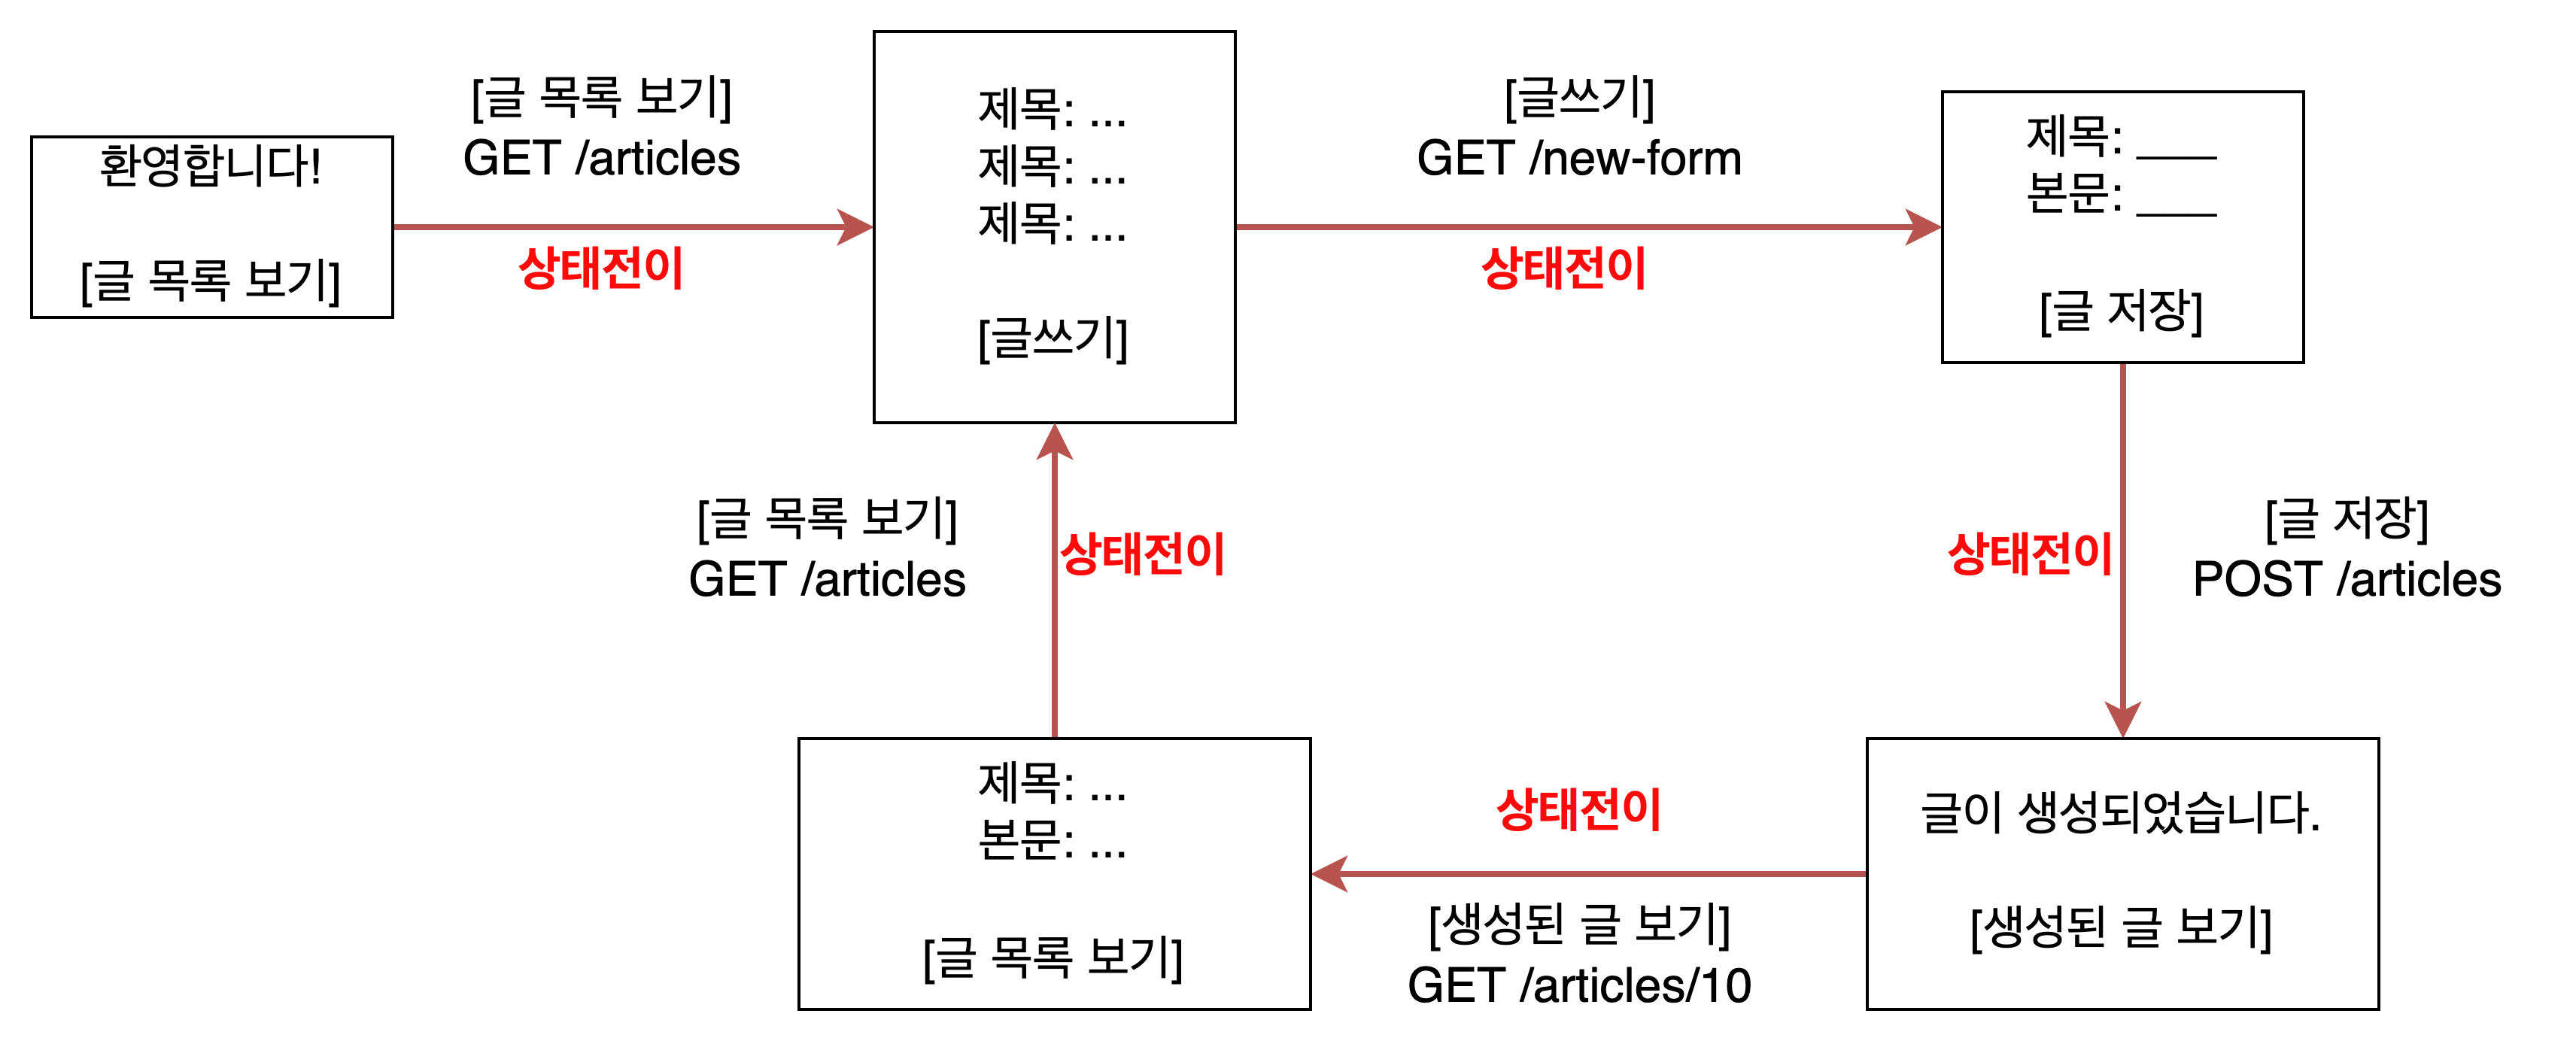 환영합니다!
[글 목록 보기]
[글 목록 보기]
GET /articles
상태전이
제목: ...
제목: ...
제목: ...
[글쓰기]
[글쓰기]
GET /new-form
상태전이
제목: ____
본문: ____
[글 저장]
상태전이
[글 저장]
POST /articles
글이 생성되었습니다.
[생성된 글 보기]
상태전이
[생성된 글 보기]
GET /articles/10
제목: ...
본문: ...
[글 목록 보기]
[글 목록 보기]
GET /articles
상태전이